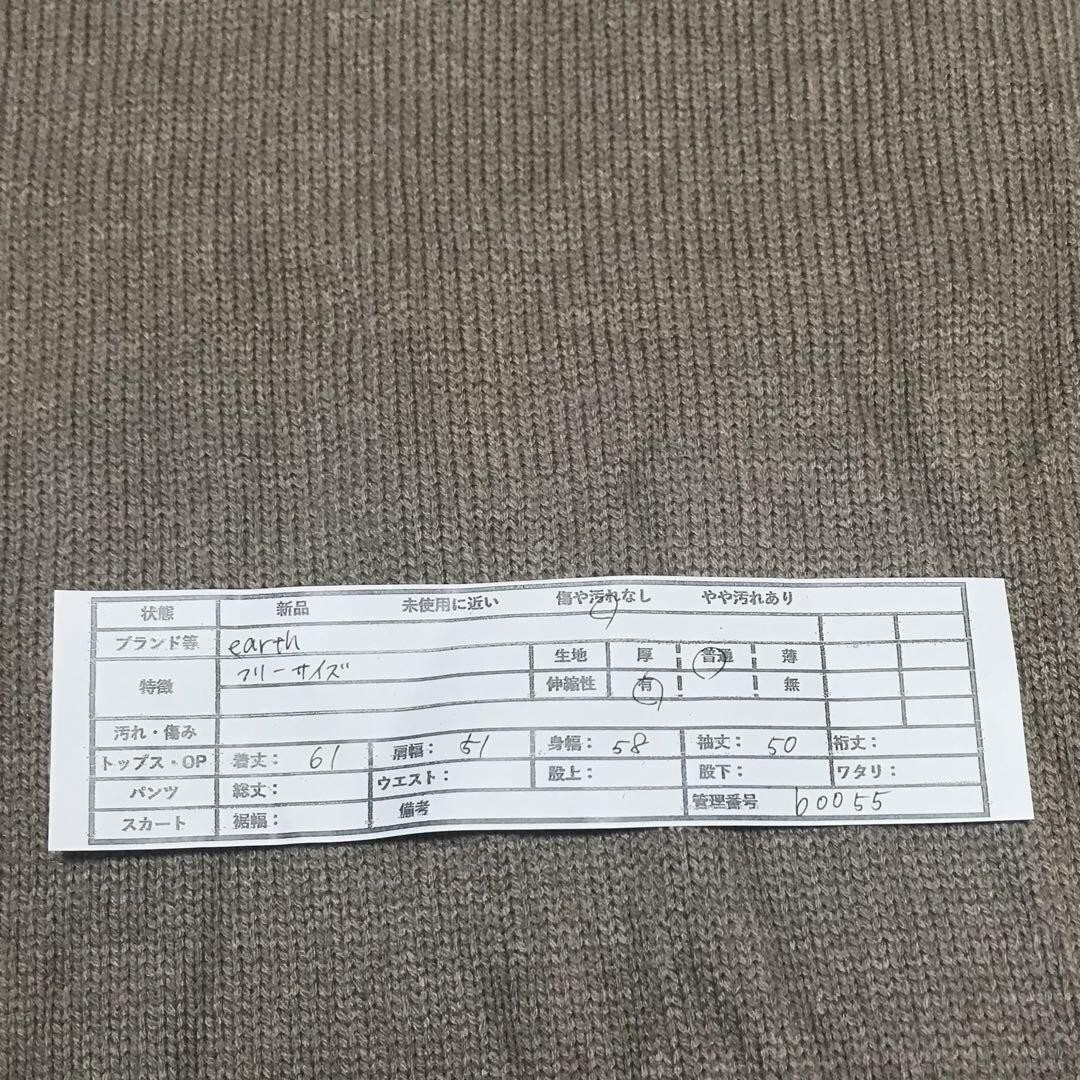 状態 新品 未使用に近い 傷や汚れなし やや汚れあり
ブランド等 earth
特徴 フリーサイズ 生地 厚 普通 薄
伸縮性 有 無
汚れ・傷み
トップス・OP 着丈: 61 肩幅: 51 身幅: 58 袖丈: 50 裄丈:
パンツ 総丈: ウエスト: 股上: 股下: ワタリ:
スカート 裾幅: 備考 管理番号 b0055